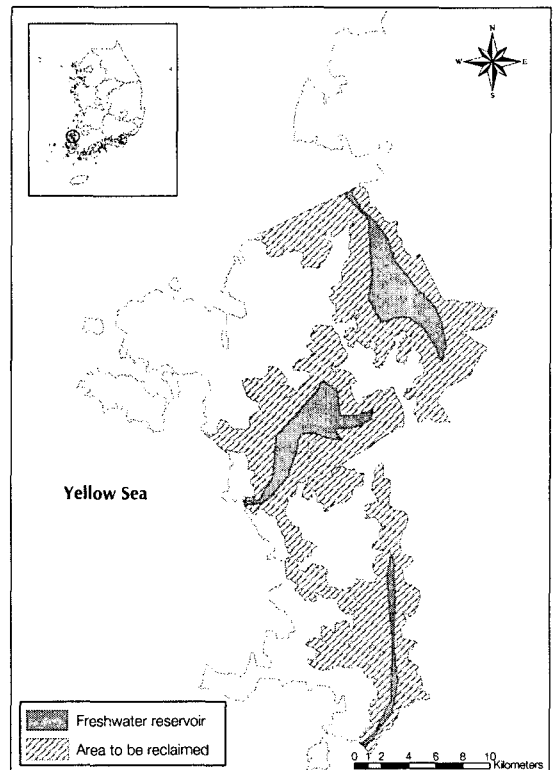 N
W E
S
Yellow Sea
Freshwater reservoir
Area to be reclaimed
0 1 2 4 6 8 10
Kilometers